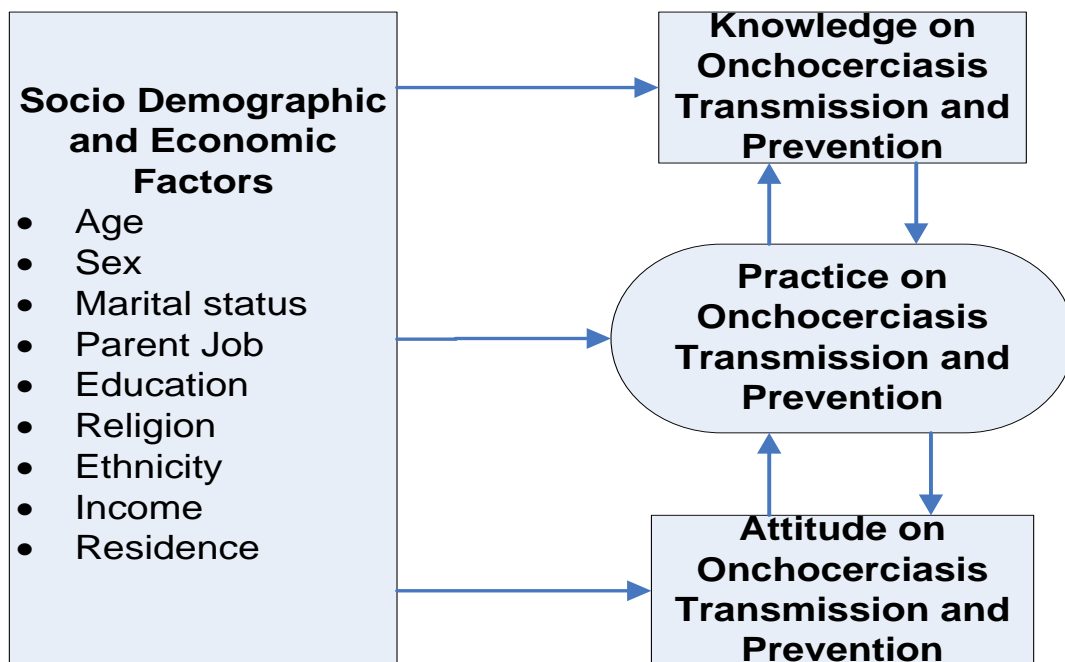 Socio Demographic
and Economic
Factors
• Age
• Sex
• Marital status
• Parent Job
• Education
• Religion
• Ethnicity
• Income
• Residence
Knowledge on
Onchocerciasis
Transmission and
Prevention
Practice on
Onchocerciasis
Transmission and
Prevention
Attitude on
Onchocerciasis
Transmission and
Prevention